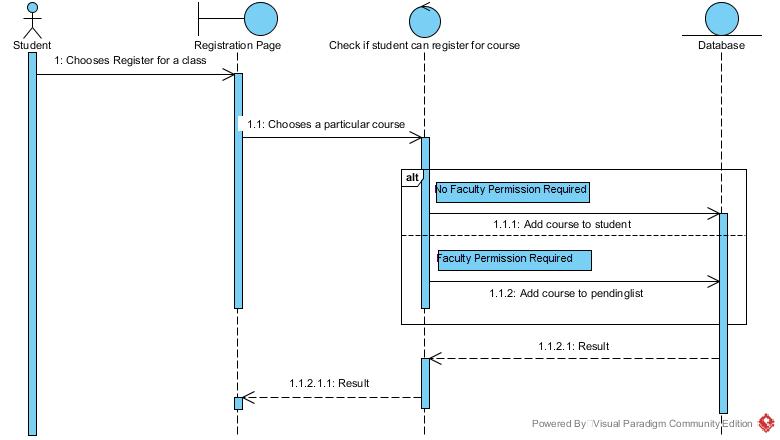 Student
Registration Page
Check if student can register for course
Database
1: Chooses Register for a class
1.1: Chooses a particular course
alt
No Faculty Permission Required
1.1.1: Add course to student
Faculty Permission Required
1.1.2: Add course to pendinglist
1.1.2.1: Result
1.1.2.1.1: Result
Powered By Visual Paradigm Community Edition